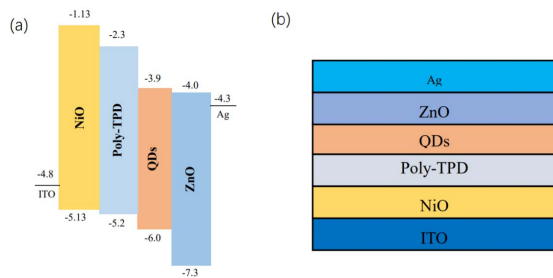 (a)
-1.13
-2.3
-3.9
-4.0
-4.3
Ag
NiO
Poly-TPD
QDs
ZnO
-4.8
ITO
-5.13
-5.2
-6.0
-7.3
(b)
Ag
ZnO
QDs
Poly-TPD
NiO
ITO